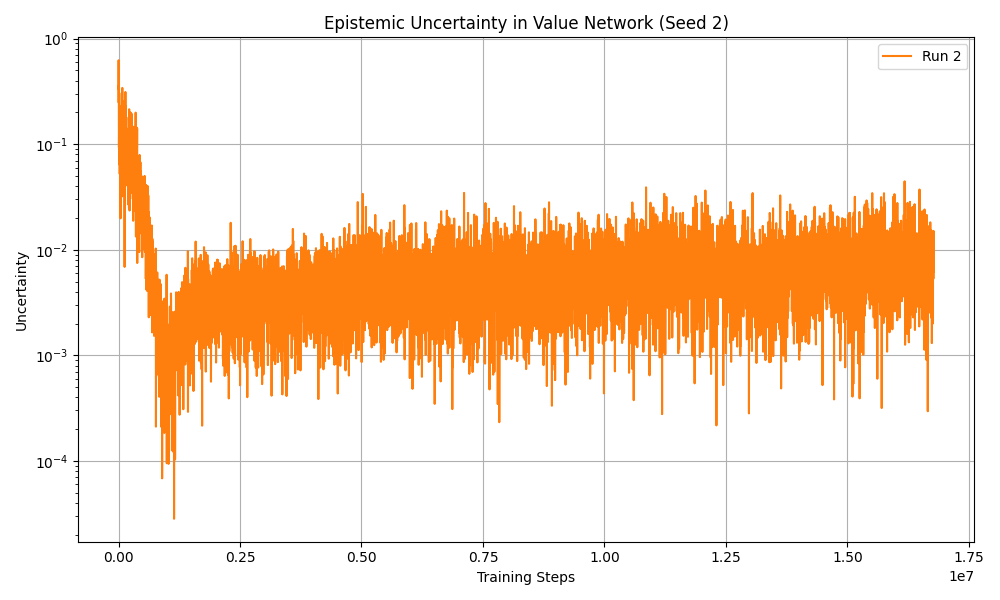 Epistemic Uncertainty in Value Network (Seed 2)
Run 2
Uncertainty
10⁰
10⁻¹
10⁻²
10⁻³
10⁻⁴
0.00 0.25 0.50 0.75 1.00 1.25 1.50 1.75
1e7
Training Steps